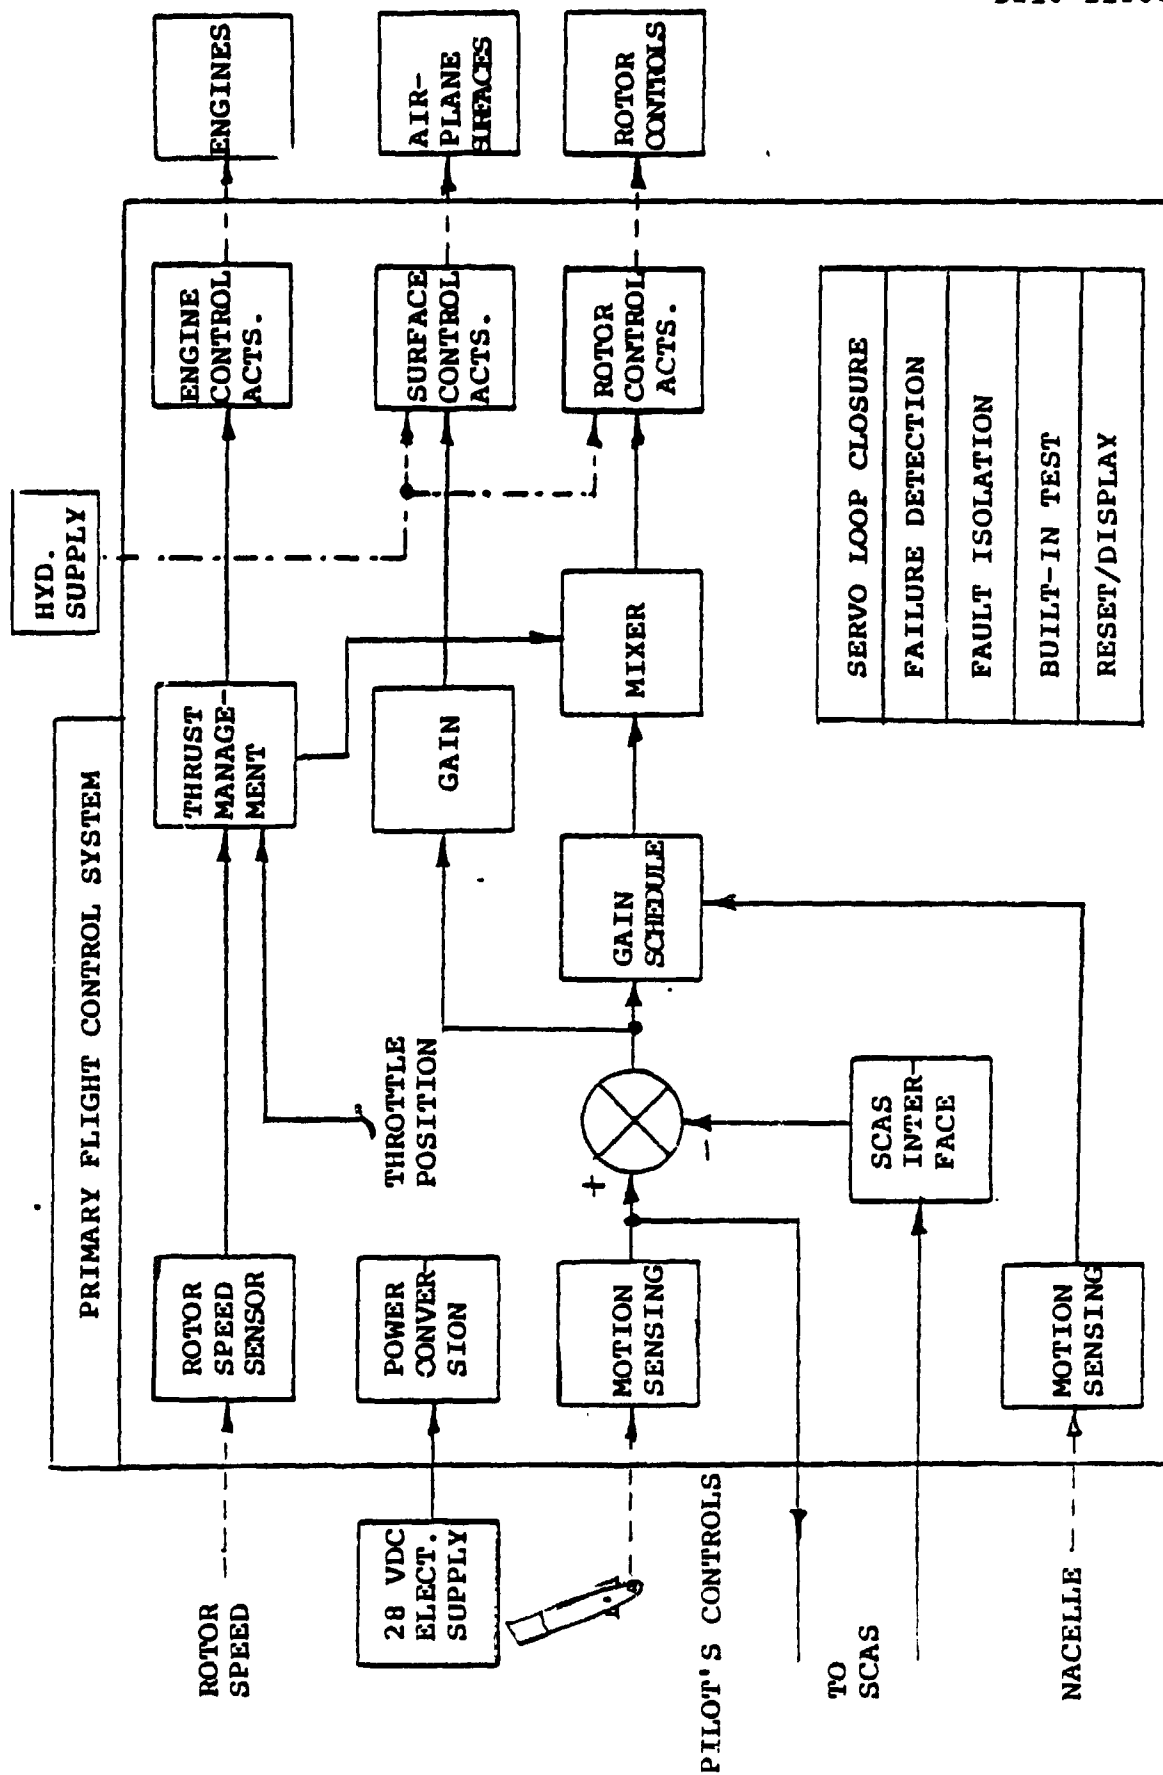 PRIMARY FLIGHT CONTROL SYSTEM
HYD.
SUPPLY
ROTOR
SPEED
ROTOR
SPEED
SENSOR
THRUST
MANAGE-
MENT
ENGINE
CONTROL
ACTS.
ENGINES
28 VDC
ELECT.
SUPPLY
POWER
CONVER-
SION
THROTTLE
POSITION
GAIN
SURFACE
CONTROL
ACTS.
AIR-
PLANE
SURFACES
PILOT'S CONTROLS
MOTION
SENSING
+
-
GAIN
SCHEDULE
MIXER
ROTOR
CONTROL
ACTS.
ROTOR
CONTROLS
TO
SCAS
SCAS
INTER-
FACE
NACELLE
MOTION
SENSING
SERVO LOOP CLOSURE
FAILURE DETECTION
FAULT ISOLATION
BUILT-IN TEST
RESET/DISPLAY